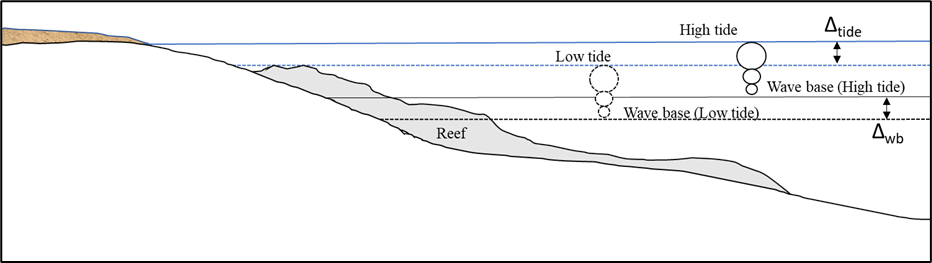 High tide
Δtide
Low tide
Wave base (High tide)
Wave base (Low tide)
Δwb
Reef